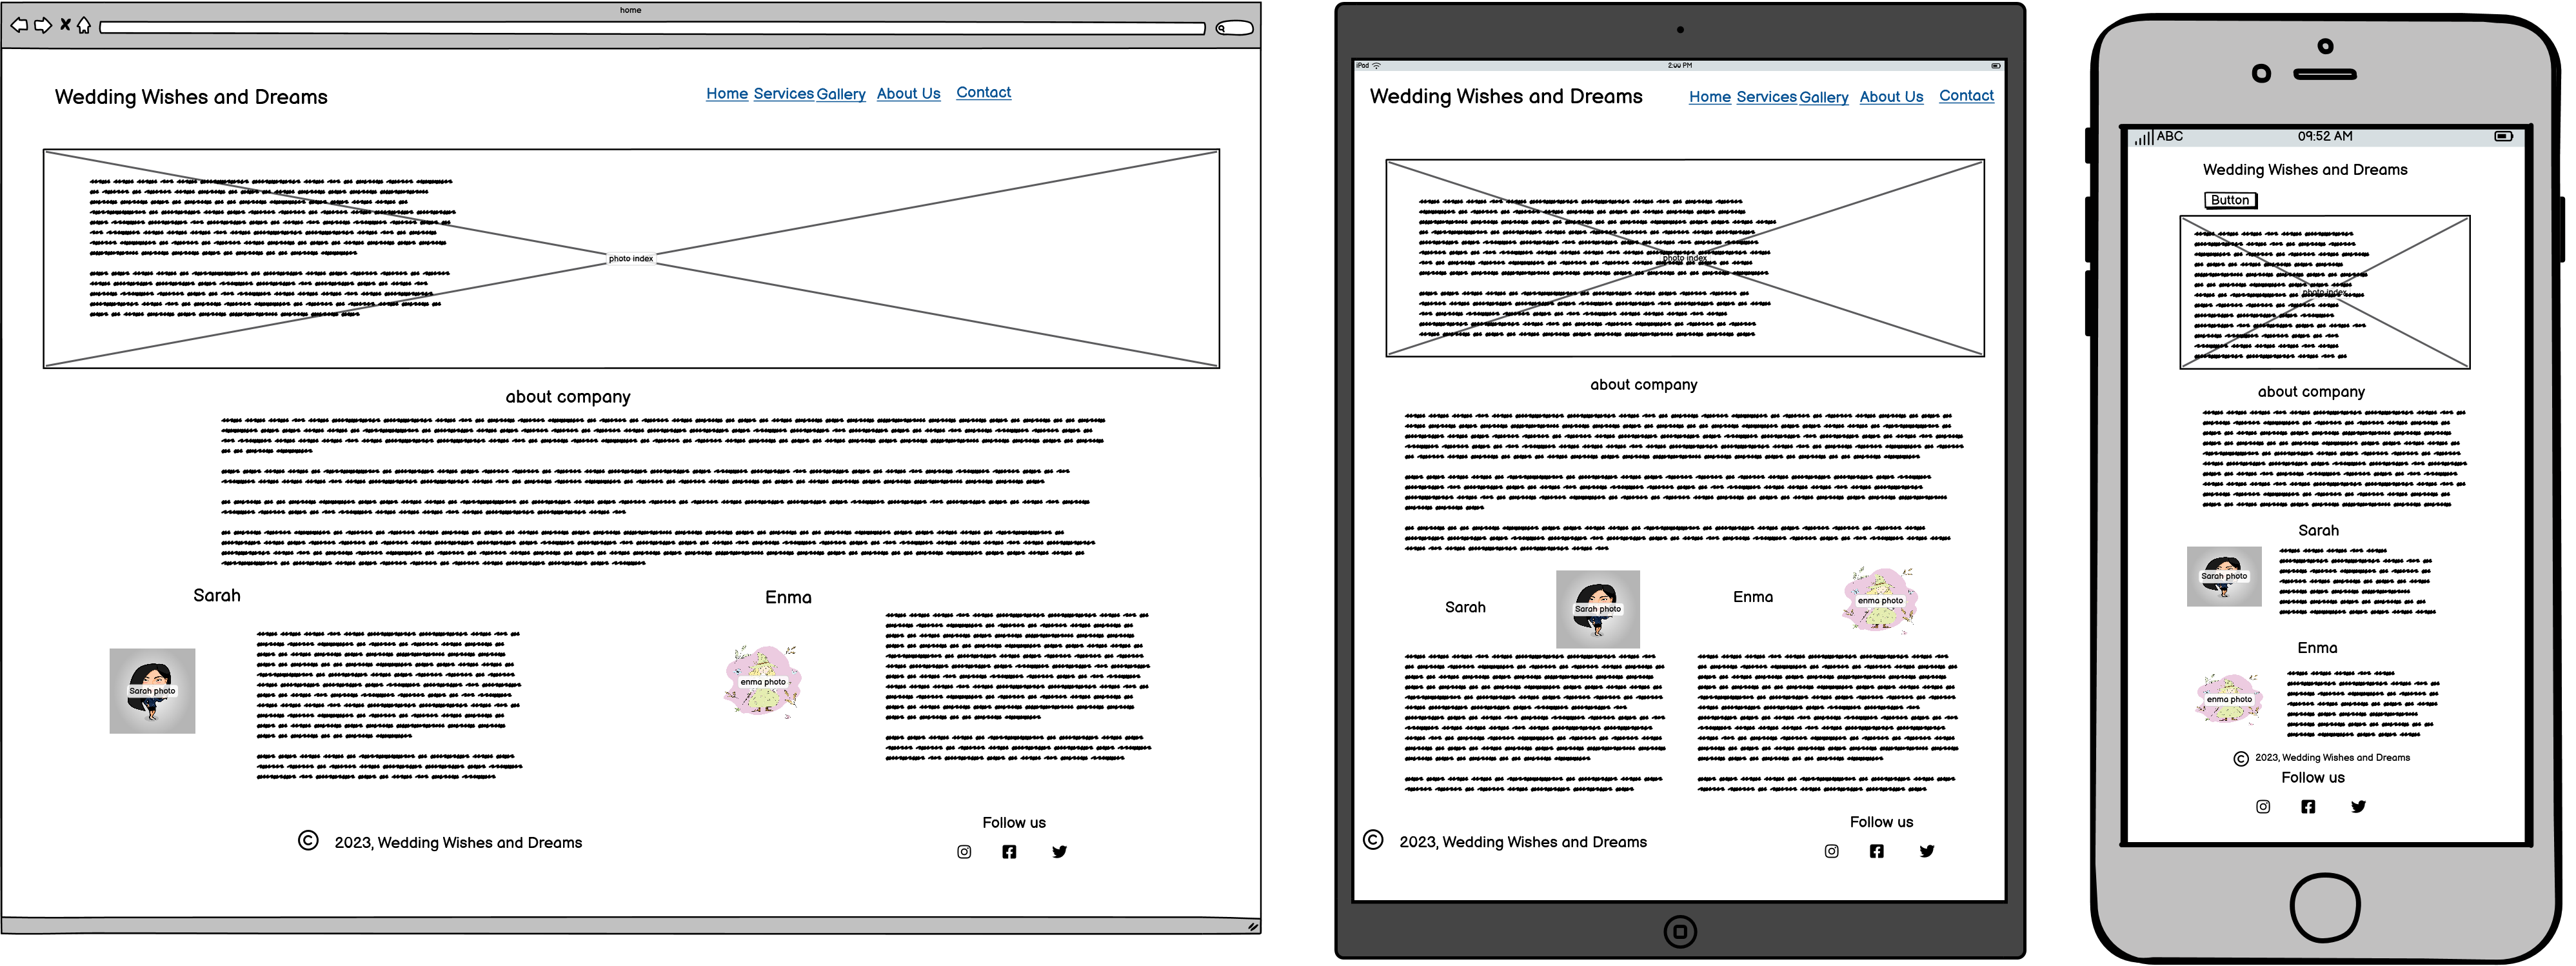 home
Wedding Wishes and Dreams
Home Services Gallery About Us Contact
photo index
about company
Sarah
Enma
Sarah photo
enma photo
© 2023, Wedding Wishes and Dreams
Follow us
iPad 2:00 PM
Wedding Wishes and Dreams
Home Services Gallery About Us Contact
photo index
about company
Sarah
Sarah photo
Enma
enma photo
© 2023, Wedding Wishes and Dreams
Follow us
ABC 09:52 AM
Wedding Wishes and Dreams
Button
photo index
about company
Sarah
Sarah photo
Enma
enma photo
© 2023, Wedding Wishes and Dreams
Follow us